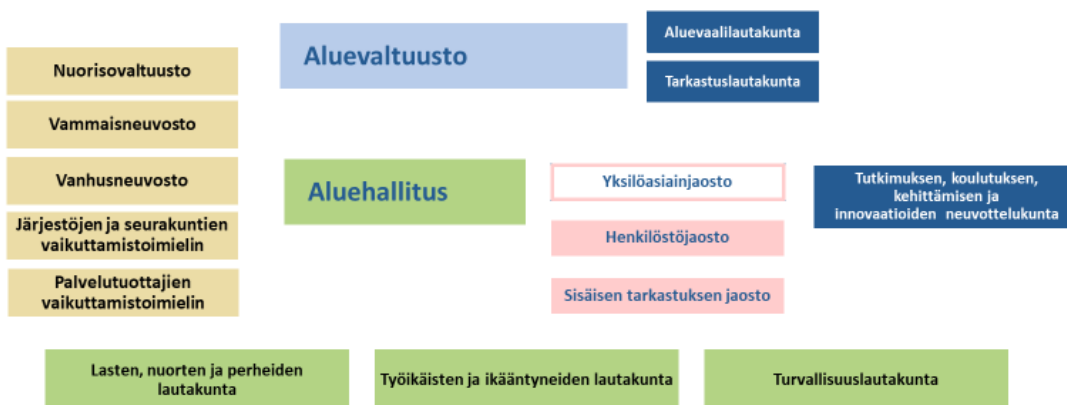 Aluevaltuusto
Aluevaalilautakunta
Tarkastuslautakunta
Nuorisovaltuusto
Vammaisneuvosto
Vanhusneuvosto
Järjestöjen ja seurakuntien
vaikuttamistoimielin
Palvelutuottajien
vaikuttamistoimielin
Aluehallitus
Yksilöasiainjaosto
Henkilöstöjaosto
Sisäisen tarkastuksen jaosto
Tutkimuksen, koulutuksen,
kehittämisen ja
innovaatioiden neuvottelukunta
Lasten, nuorten ja perheiden
lautakunta
Työikäisten ja ikääntyneiden lautakunta
Turvallisuuslautakunta